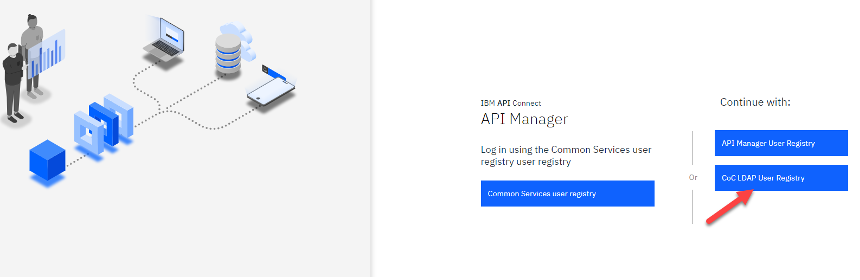 IBM API Connect
API Manager
Log in using the Common Services user
registry user registry
Common Services user registry
Or
Continue with:
API Manager User Registry
CoC LDAP User Registry